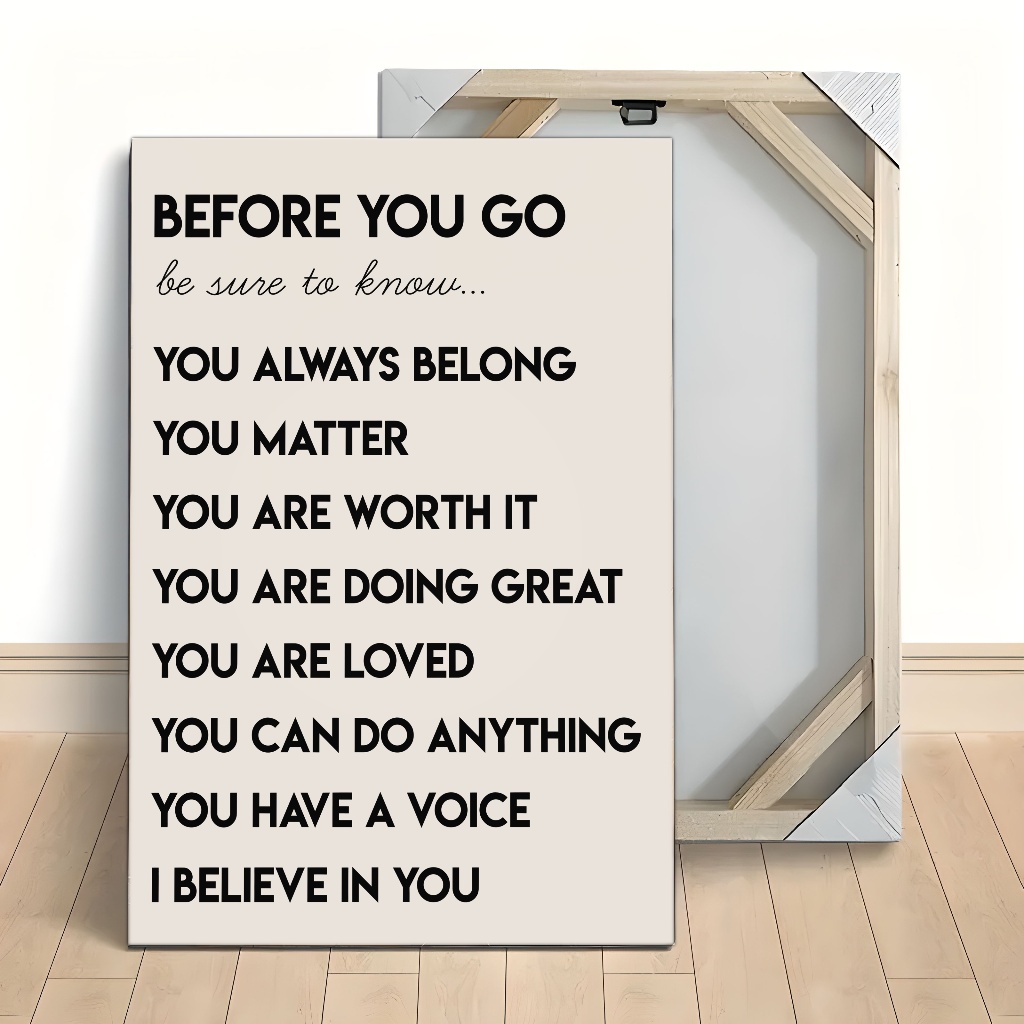 BEFORE YOU GO
be sure to know...
YOU ALWAYS BELONG
YOU MATTER
YOU ARE WORTH IT
YOU ARE DOING GREAT
YOU ARE LOVED
YOU CAN DO ANYTHING
YOU HAVE A VOICE
I BELIEVE IN YOU